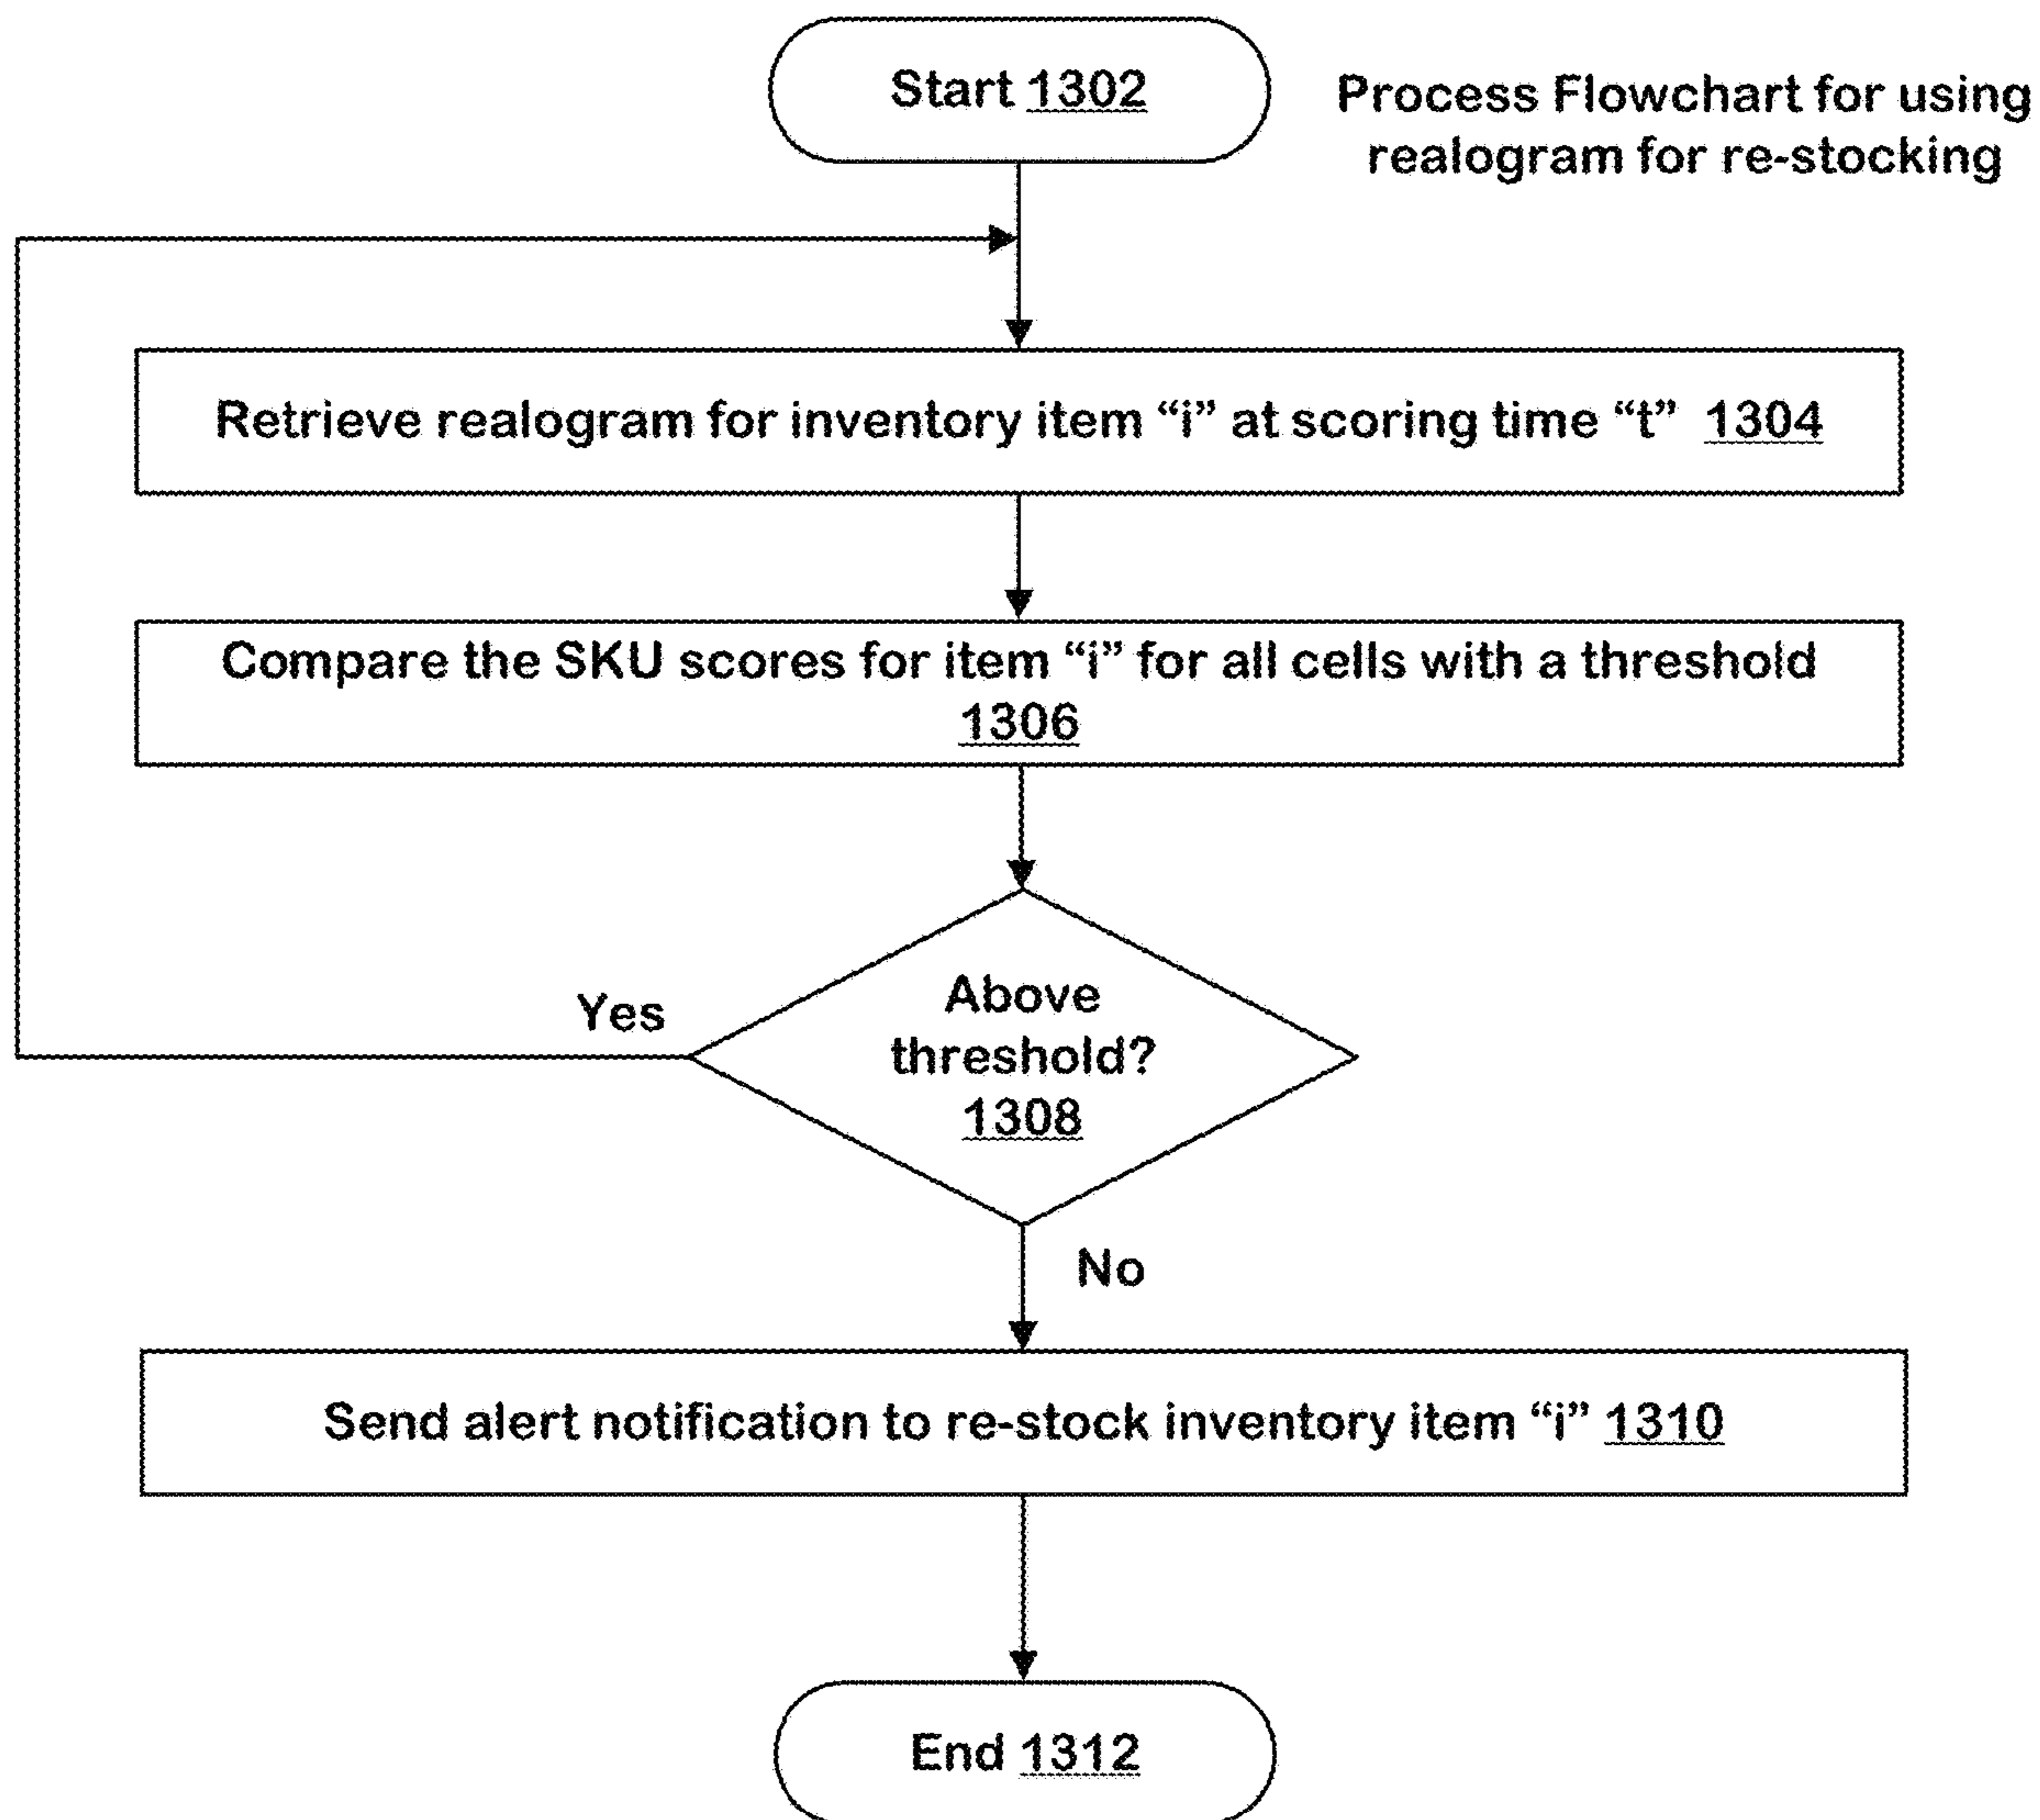 Start 1302
Process Flowchart for using
realogram for re-stocking
Retrieve realogram for inventory item “i” at scoring time “t” 1304
Compare the SKU scores for item “i” for all cells with a threshold
1306
Above
threshold?
1308
Yes
No
Send alert notification to re-stock inventory item “i” 1310
End 1312